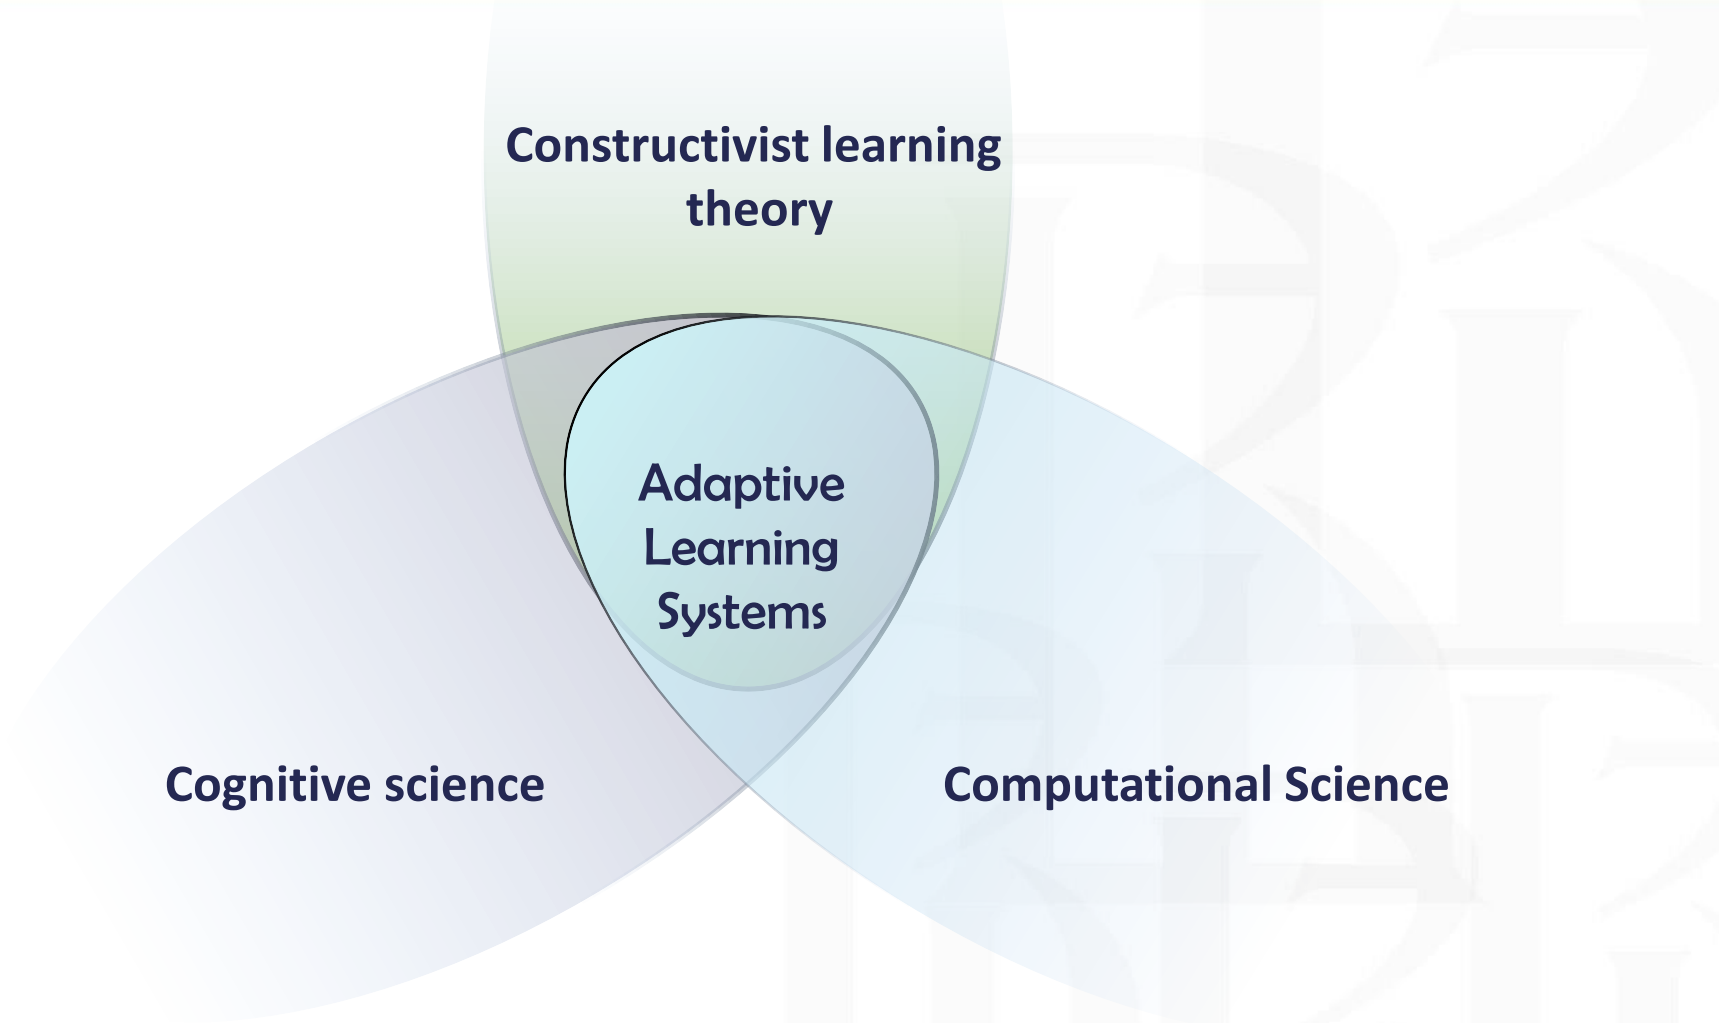 Constructivist learning
theory
Adaptive
Learning
Systems
Cognitive science
Computational Science